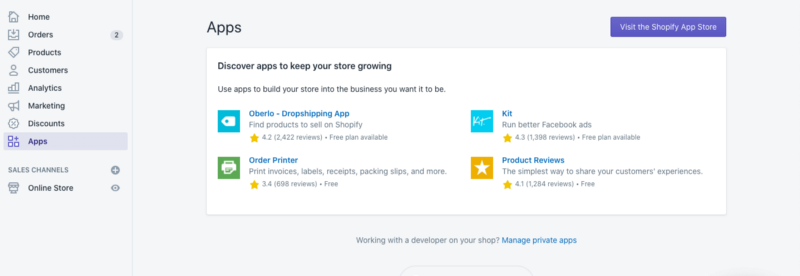 Home
Orders 2
Products
Customers
Analytics
Marketing
Discounts
Apps
SALES CHANNELS
Online Store
Apps
Visit the Shopify App Store
Discover apps to keep your store growing
Use apps to build your store into the business you want it to be.
Oberlo - Dropshipping App
Find products to sell on Shopify
4.2 (2,422 reviews) • Free plan available
Kit
Kit
Run better Facebook ads
4.3 (1,398 reviews) • Free plan available
Order Printer
Print invoices, labels, receipts, packing slips, and more.
3.4 (698 reviews) • Free
Product Reviews
The simplest way to share your customers' experiences.
4.1 (1,284 reviews) • Free
Working with a developer on your shop? Manage private apps